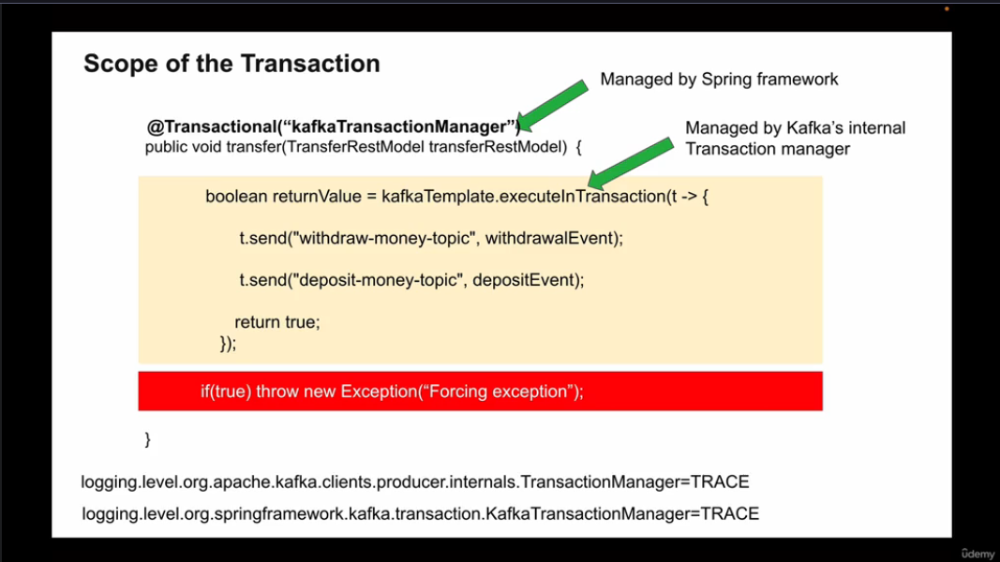 Scope of the Transaction
Managed by Spring framework
@Transactional(“kafkaTransactionManager”)
Managed by Kafka’s internal
Transaction manager
public void transfer(TransferRestModel transferRestModel) {
boolean returnValue = kafkaTemplate.executeInTransaction(t -> {
t.send("withdraw-money-topic", withdrawalEvent);
t.send("deposit-money-topic", depositEvent);
return true;
});
if(true) throw new Exception(“Forcing exception”);
}
logging.level.org.apache.kafka.clients.producer.internals.TransactionManager=TRACE
logging.level.org.springframework.kafka.transaction.KafkaTransactionManager=TRACE
ûdemy